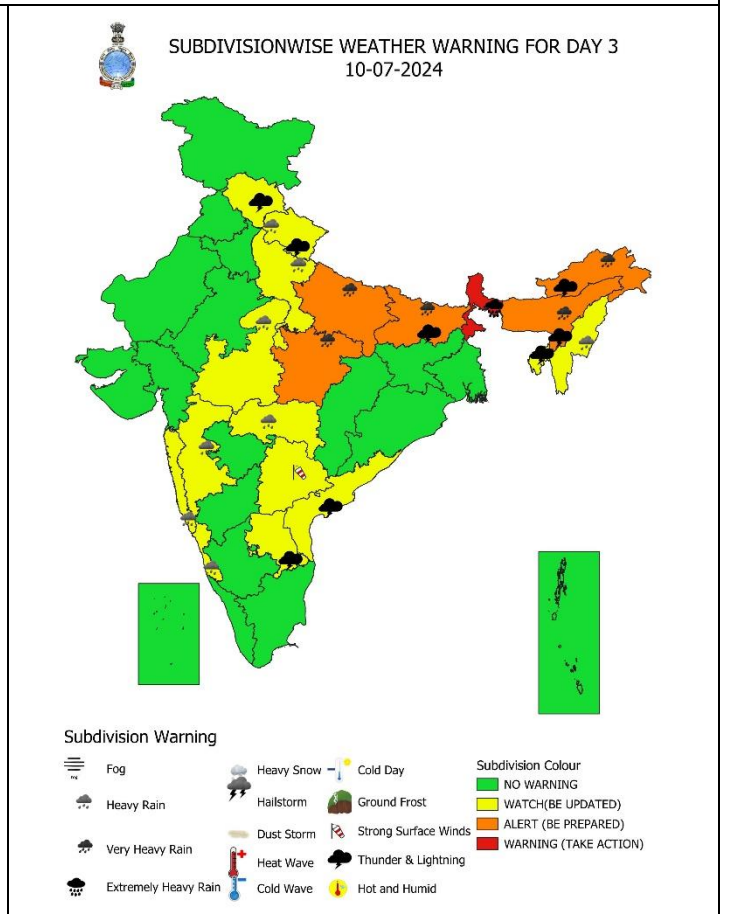 SUBDIVISIONWISE WEATHER WARNING FOR DAY 3
10-07-2024
Subdivision Warning
Fog
Heavy Rain
Very Heavy Rain
Extremely Heavy Rain
Heavy Snow
Hailstorm
Dust Storm
Heat Wave
Cold Wave
Cold Day
Ground Frost
Strong Surface Winds
Thunder & Lightning
Hot and Humid
Subdivision Colour
NO WARNING
WATCH(BE UPDATED)
ALERT (BE PREPARED)
WARNING (TAKE ACTION)